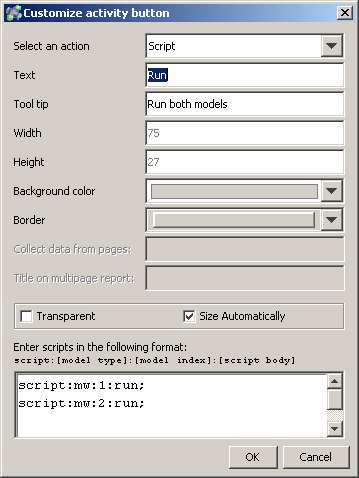 Customize activity button
Select an action Script
Text Run
Tool tip Run both models
Width 75
Height 27
Background color
Border
Collect data from pages:
Title on multipage report:
Transparent Size Automatically
Enter scripts in the following format:
script:[model type]:[model index]:[script body]
script:mw:1:run;
script:mw:2:run;
OK Cancel